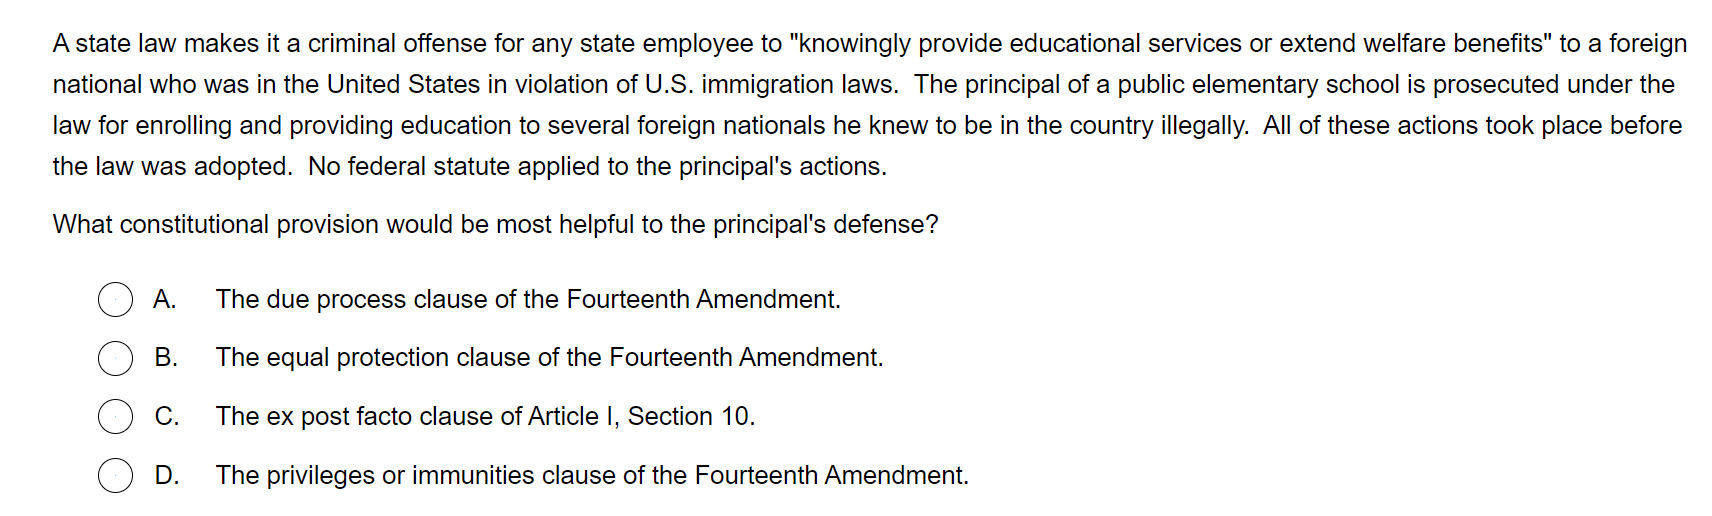 A state law makes it a criminal offense for any state employee to "knowingly provide educational services or extend welfare benefits" to a foreign
national who was in the United States in violation of U.S. immigration laws.  The principal of a public elementary school is prosecuted under the
law for enrolling and providing education to several foreign nationals he knew to be in the country illegally.  All of these actions took place before
the law was adopted.  No federal statute applied to the principal's actions.
What constitutional provision would be most helpful to the principal's defense?
A. The due process clause of the Fourteenth Amendment.
B. The equal protection clause of the Fourteenth Amendment.
C. The ex post facto clause of Article I, Section 10.
D. The privileges or immunities clause of the Fourteenth Amendment.